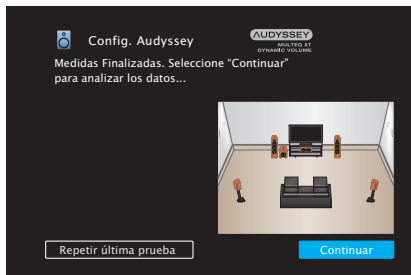 Config. Audyssey
AUDYSSEY
MULTEQ XT
DYNAMIC VOLUME
Medidas Finalizadas. Seleccione “Continuar”
para analizar los datos...
Repetir última prueba
Continuar